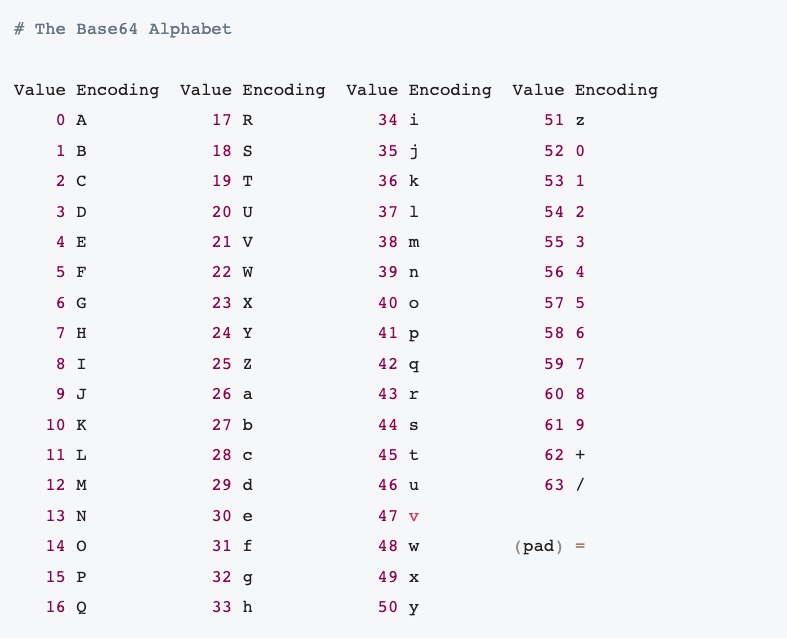 # The Base64 Alphabet
Value Encoding  Value Encoding  Value Encoding  Value Encoding
0 A  17 R  34 i  51 z
1 B  18 S  35 j  52 0
2 C  19 T  36 k  53 1
3 D  20 U  37 l  54 2
4 E  21 V  38 m  55 3
5 F  22 W  39 n  56 4
6 G  23 X  40 o  57 5
7 H  24 Y  41 p  58 6
8 I  25 Z  42 q  59 7
9 J  26 a  43 r  60 8
10 K  27 b  44 s  61 9
11 L  28 c  45 t  62 +
12 M  29 d  46 u  63 /
13 N  30 e  47 v
14 O  31 f  48 w  (pad) =
15 P  32 g  49 x
16 Q  33 h  50 y